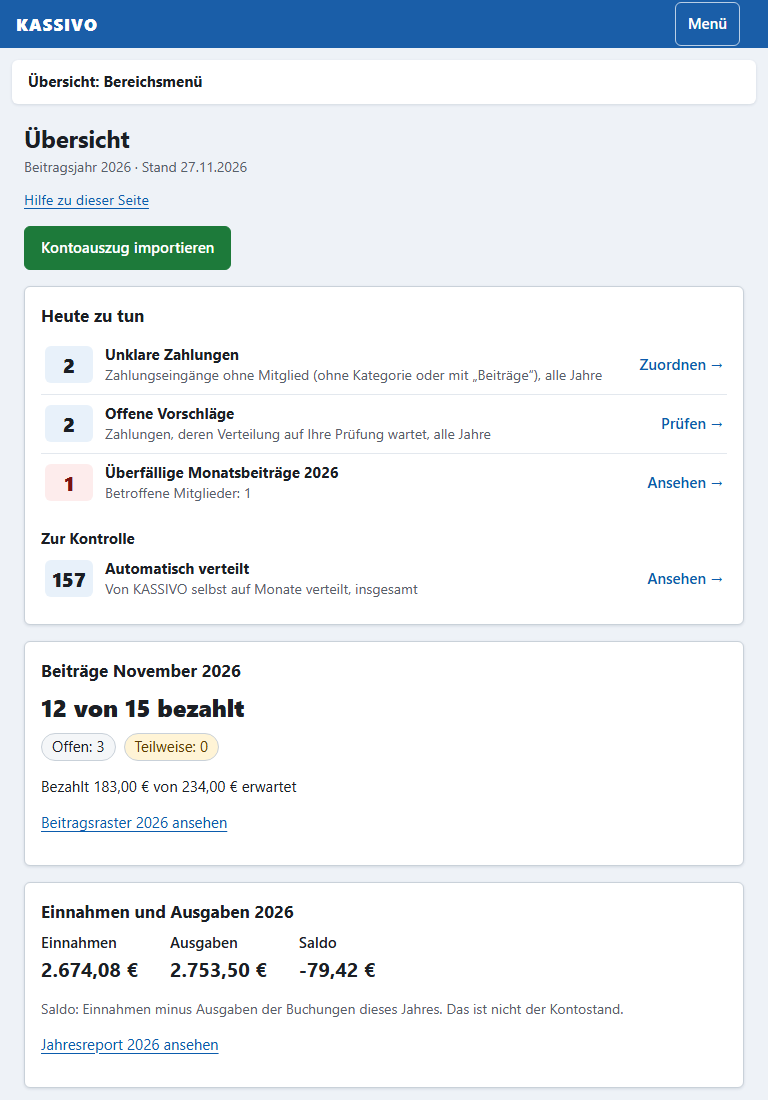 KASSIVO
Menü
Übersicht: Bereichsmenü
Übersicht
Beitragsjahr 2026 · Stand 27.11.2026
Hilfe zu dieser Seite
Kontoauszug importieren
Heute zu tun
2
Unklare Zahlungen
Zahlungseingänge ohne Mitglied (ohne Kategorie oder mit „Beiträge“), alle Jahre
Zuordnen →
2
Offene Vorschläge
Zahlungen, deren Verteilung auf Ihre Prüfung wartet, alle Jahre
Prüfen →
1
Überfällige Monatsbeiträge 2026
Betroffene Mitglieder: 1
Ansehen →
Zur Kontrolle
157
Automatisch verteilt
Von KASSIVO selbst auf Monate verteilt, insgesamt
Ansehen →
Beiträge November 2026
12 von 15 bezahlt
Offen: 3 Teilweise: 0
Bezahlt 183,00 € von 234,00 € erwartet
Beitragsraster 2026 ansehen
Einnahmen und Ausgaben 2026
Einnahmen Ausgaben Saldo
2.674,08 € 2.753,50 € -79,42 €
Saldo: Einnahmen minus Ausgaben der Buchungen dieses Jahres. Das ist nicht der Kontostand.
Jahresreport 2026 ansehen